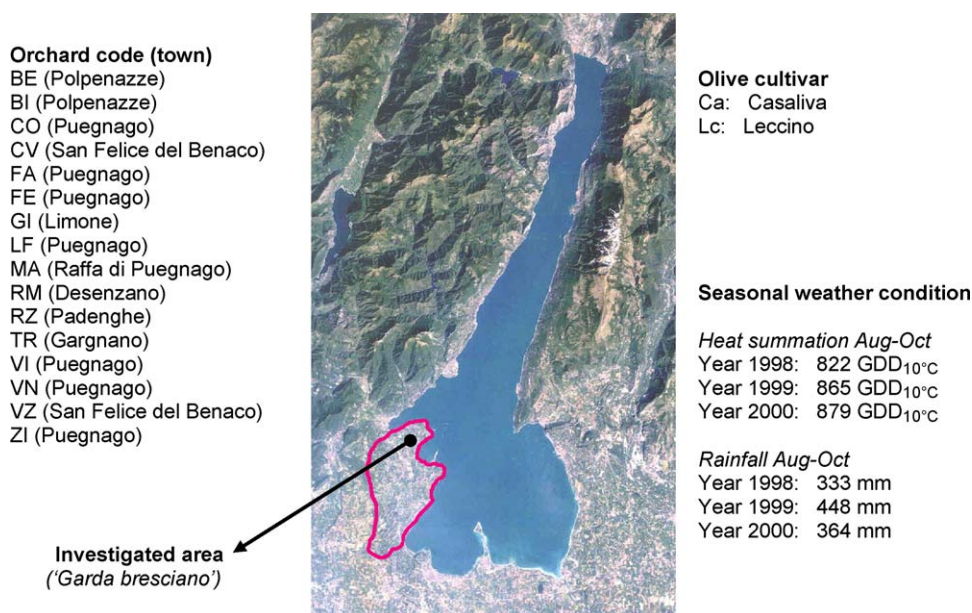 Orchard code (town)
BE (Polpenazze)
BI (Polpenazze)
CO (Puegnago)
CV (San Felice del Benaco)
FA (Puegnago)
FE (Puegnago)
GI (Limone)
LF (Puegnago)
MA (Raffa di Puegnago)
RM (Desenzano)
RZ (Padenghe)
TR (Gargnano)
VI (Puegnago)
VN (Puegnago)
VZ (San Felice del Benaco)
ZI (Puegnago)
Investigated area
('Garda bresciano')
Olive cultivar
Ca: Casaliva
Lc: Leccino
Seasonal weather condition
Heat summation Aug-Oct
Year 1998: 822 GDD10°C
Year 1999: 865 GDD10°C
Year 2000: 879 GDD10°C
Rainfall Aug-Oct
Year 1998: 333 mm
Year 1999: 448 mm
Year 2000: 364 mm